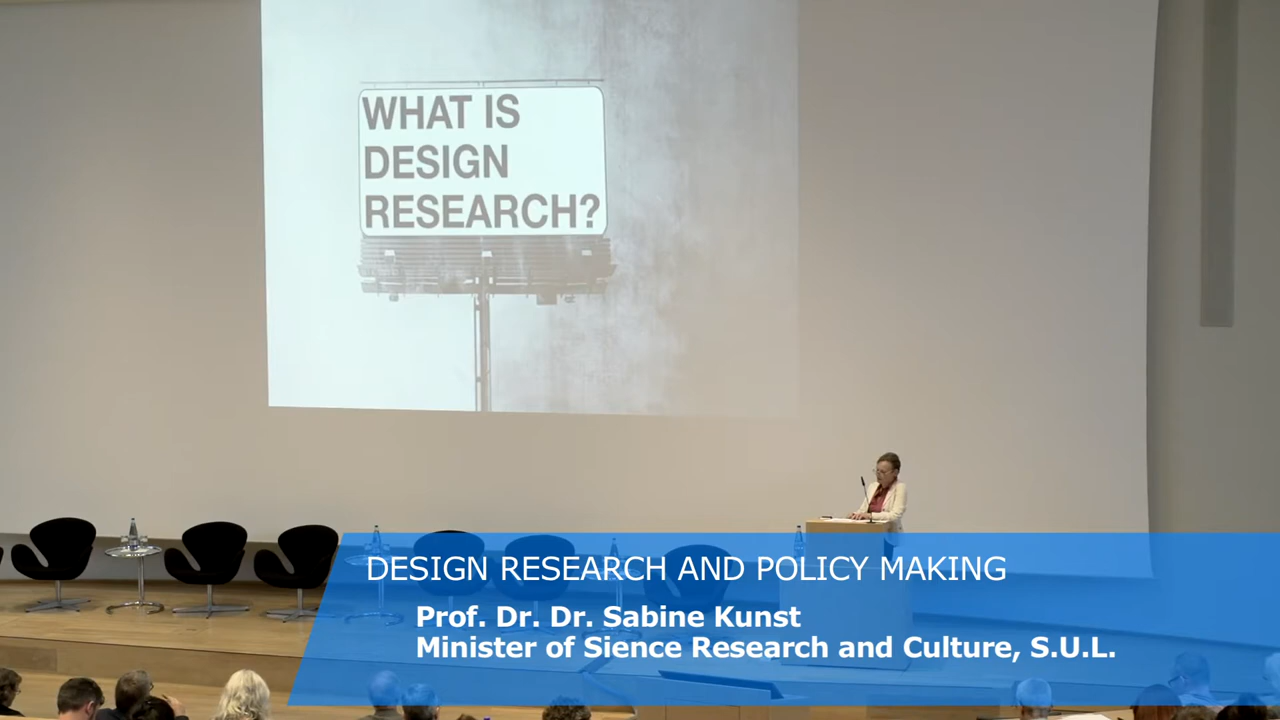 WHAT IS
DESIGN
RESEARCH?
DESIGN RESEARCH AND POLICY MAKING
Prof. Dr. Dr. Sabine Kunst
Minister of Sience Research and Culture, S.U.L.